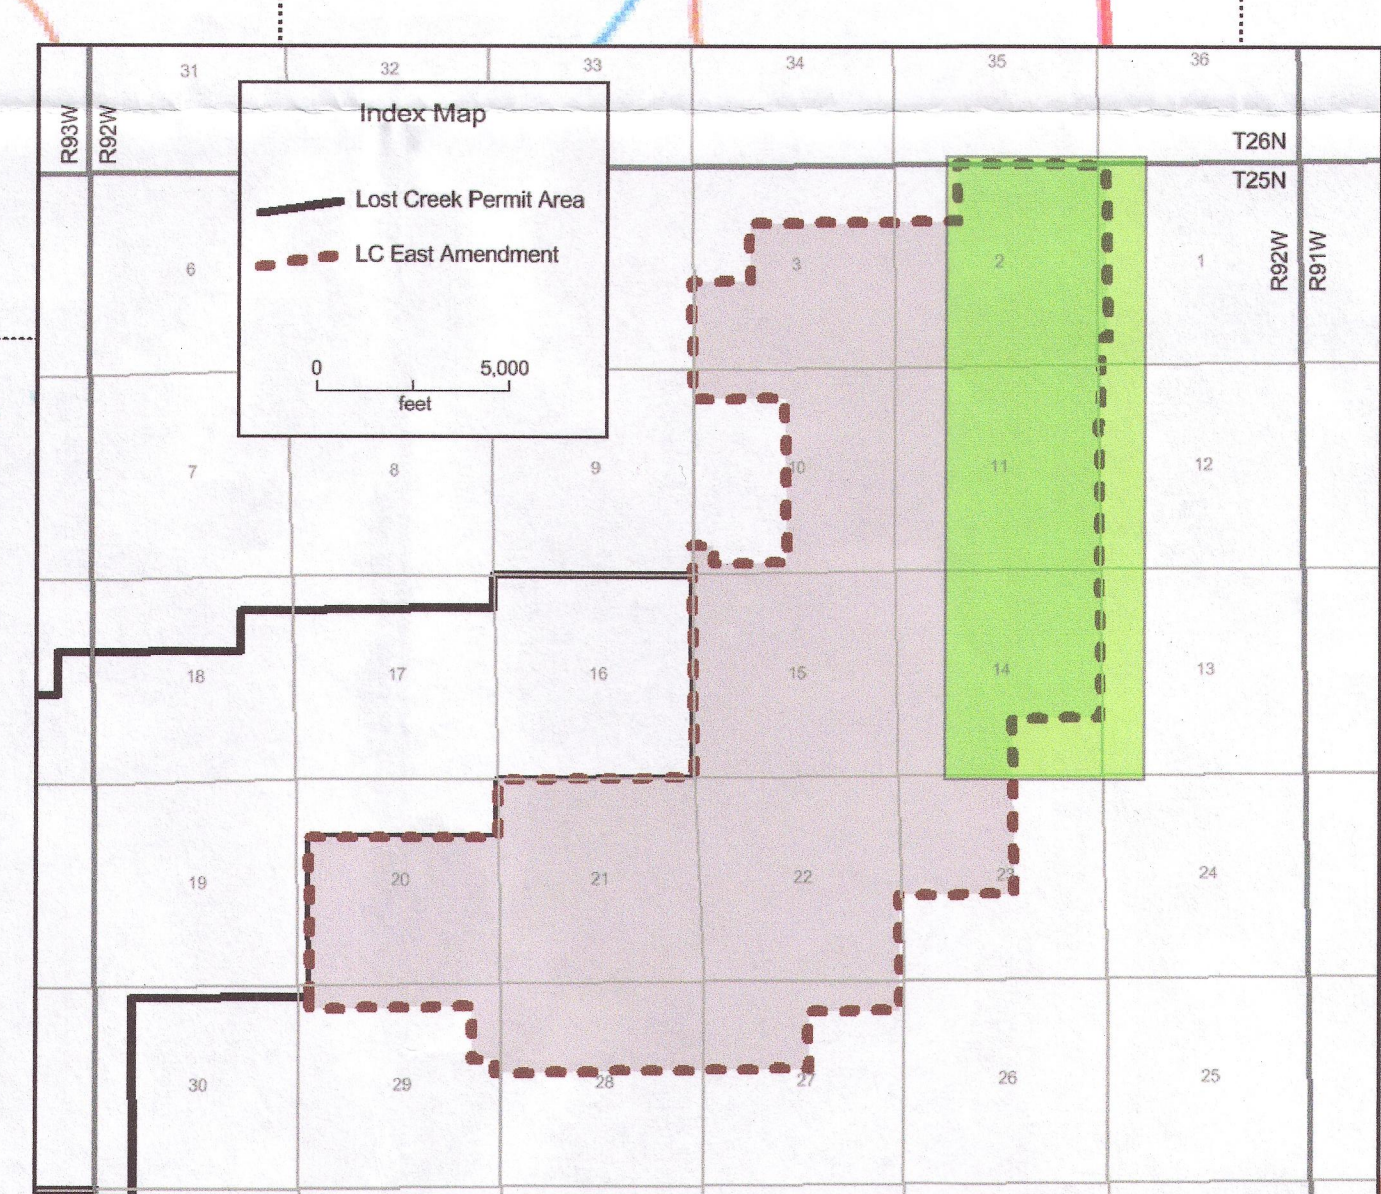 31 32 33 34 35 36
R93W R92W
Index Map
Lost Creek Permit Area
LC East Amendment
0 5,000
feet
T26N
T25N
R92W R91W
6 3 2 1
7 8 9 10 11 12
18 17 16 15 14 13
19 20 21 22 23 24
30 29 28 27 26 25